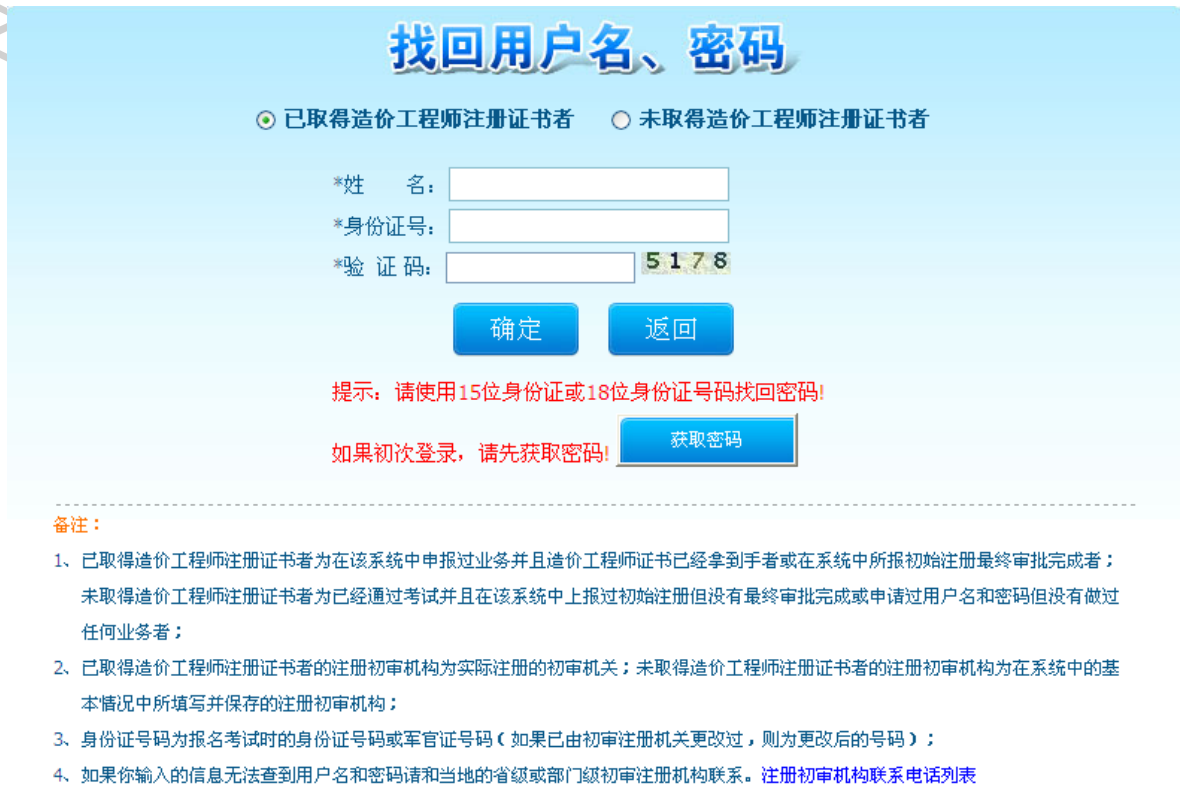 找回用户名、密码
已取得造价工程师注册证书者 未取得造价工程师注册证书者
*姓 名:
*身份证号:
*验 证 码: 5178
确定 返回
提示: 请使用15位身份证或18位身份证号码找回密码!
如果初次登录, 请先获取密码! 获取密码
备注:
1、已取得造价工程师注册证书者为在该系统中申报过业务并且造价工程师证书已经拿到手者或在系统中所报初始注册最终审批完成者;
未取得造价工程师注册证书者为已经通过考试并且在该系统中上报过初始注册但没有最终审批完成或申请过用户名和密码但没有做过
任何业务者;
2、已取得造价工程师注册证书者的注册初审机构为实际注册的初审机关;未取得造价工程师注册证书者的注册初审机构为在系统中的基
本情况中所填写并保存的注册初审机构;
3、身份证号码为报名考试时的身份证号码或军官证号码(如果已由初审注册机关更改过,则为更改后的号码);
4、如果你输入的信息无法查到用户名和密码请和当地的省级或部门级初审注册机构联系。注册初审机构联系电话列表